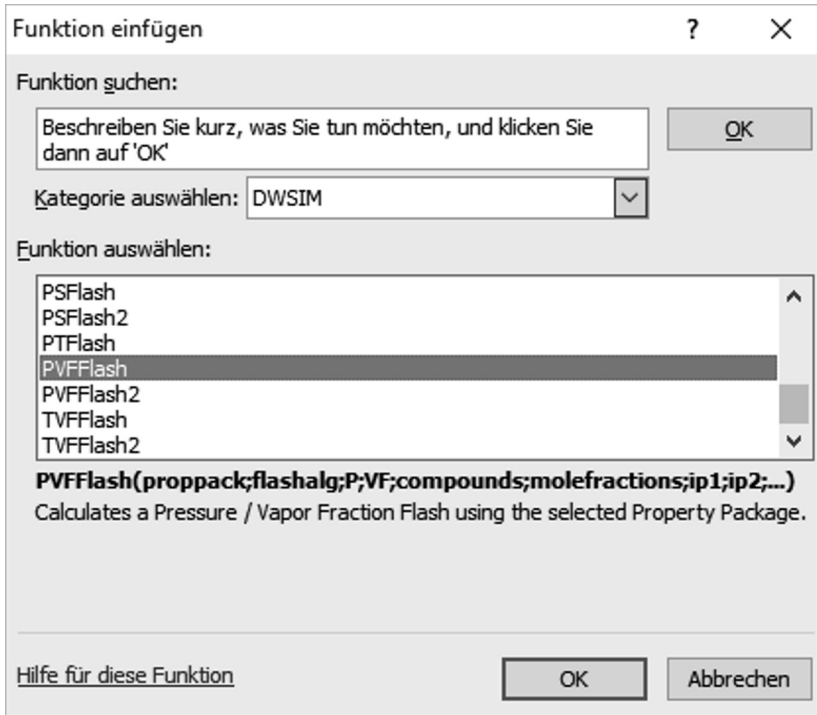 Funktion einfügen ? ×
Funktion suchen:
Beschreiben Sie kurz, was Sie tun möchten, und klicken Sie
dann auf 'OK'
OK
Kategorie auswählen: DWSIM
Funktion auswählen:
PSFlash
PSFlash2
PTFlash
PVFFlash
PVFFlash2
TVFFlash
TVFFlash2
PVFFlash(proppack;flashalg;P;VF;compounds;molefractions;ip1;ip2;...)
Calculates a Pressure / Vapor Fraction Flash using the selected Property Package.
Hilfe für diese Funktion
OK
Abbrechen